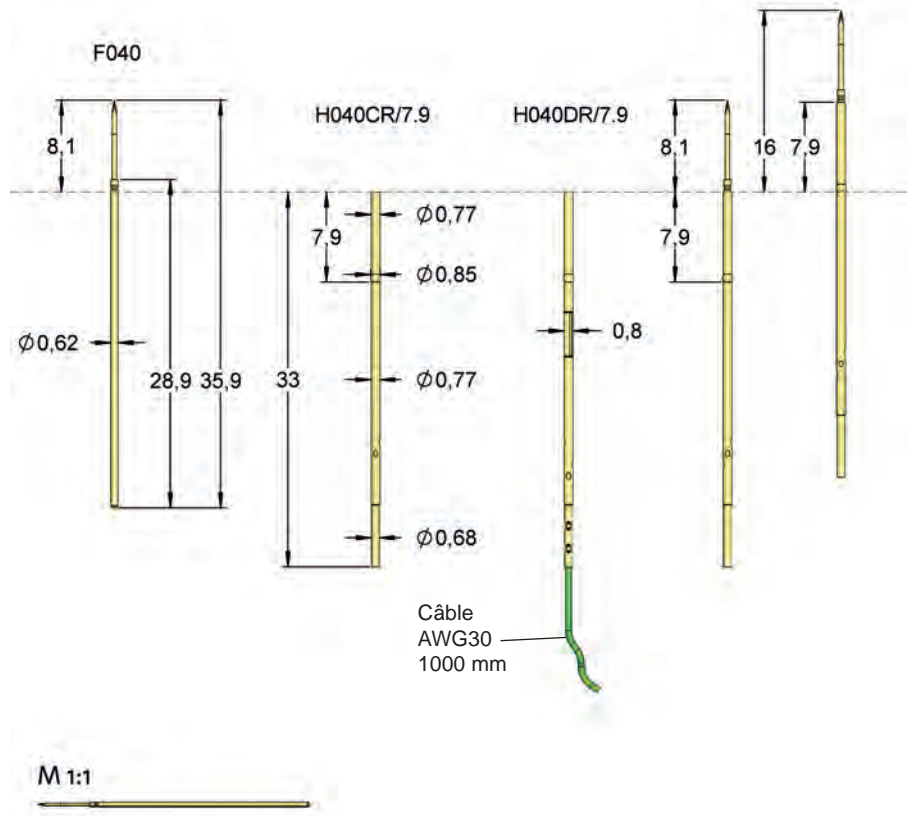 F040
H040CR/7.9
H040DR/7.9
8,1
28,9
35,9
Ø0,62
33
7,9
Ø0,77
Ø0,85
Ø0,77
Ø0,68
0,8
8,1
7,9
16
7,9
Câble
AWG30
1000 mm
M 1:1